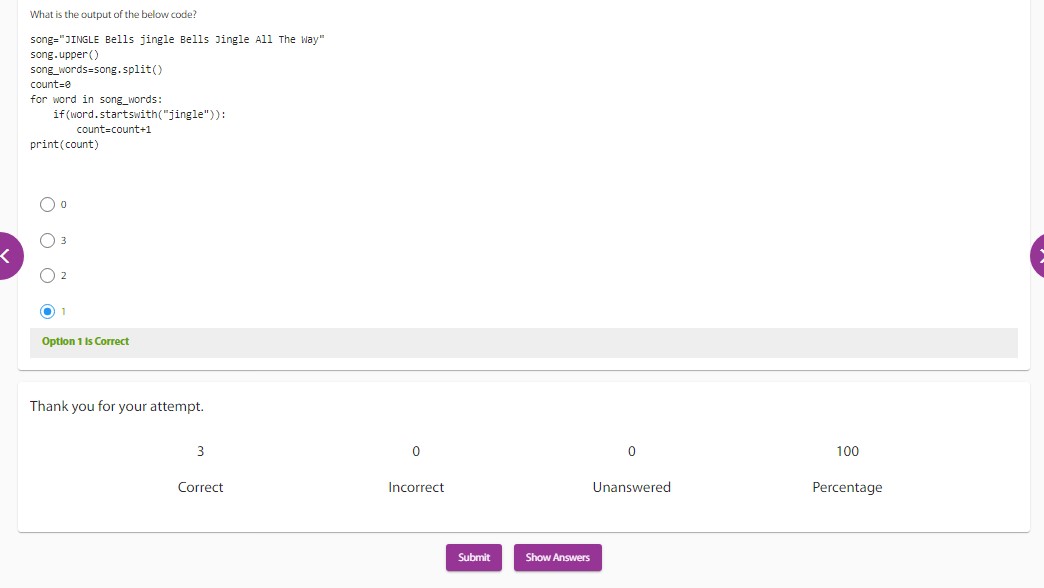 What is the output of the below code?
song="JINGLE Bells jingle Bells Jingle All The Way"
song.upper()
song_words=song.split()
count=0
for word in song_words:
    if(word.startswith("jingle")):
        count=count+1
print(count)
0
3
2
1
Option 1 is Correct
Thank you for your attempt.
3 0 0 100
Correct Incorrect Unanswered Percentage
Submit Show Answers